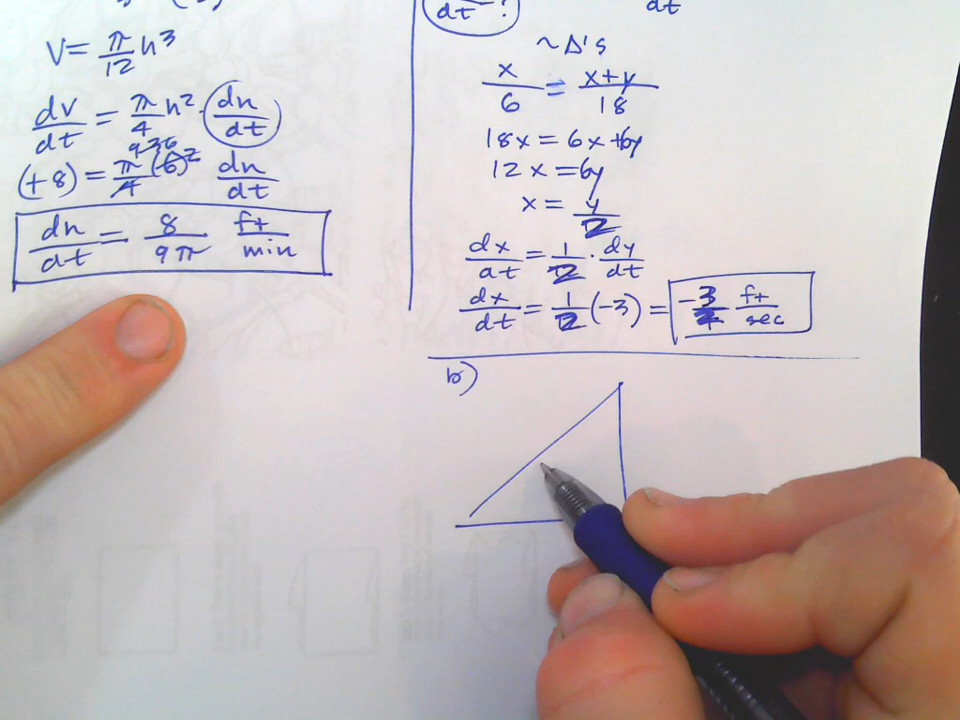 V = π/12 h³
dv/dt = π/4 h² · dh/dt
(+8) = π/4 (6)² dh/dt
dh/dt = 8/9π ft/min
dt ?
dt
~ Δ's
x/6 = x+y/18
18x = 6x + 6y
12x = 6y
x = y/2
dx/dt = 1/2 · dy/dt
dx/dt = 1/2 (-3) = -3/2 ft/sec
b)